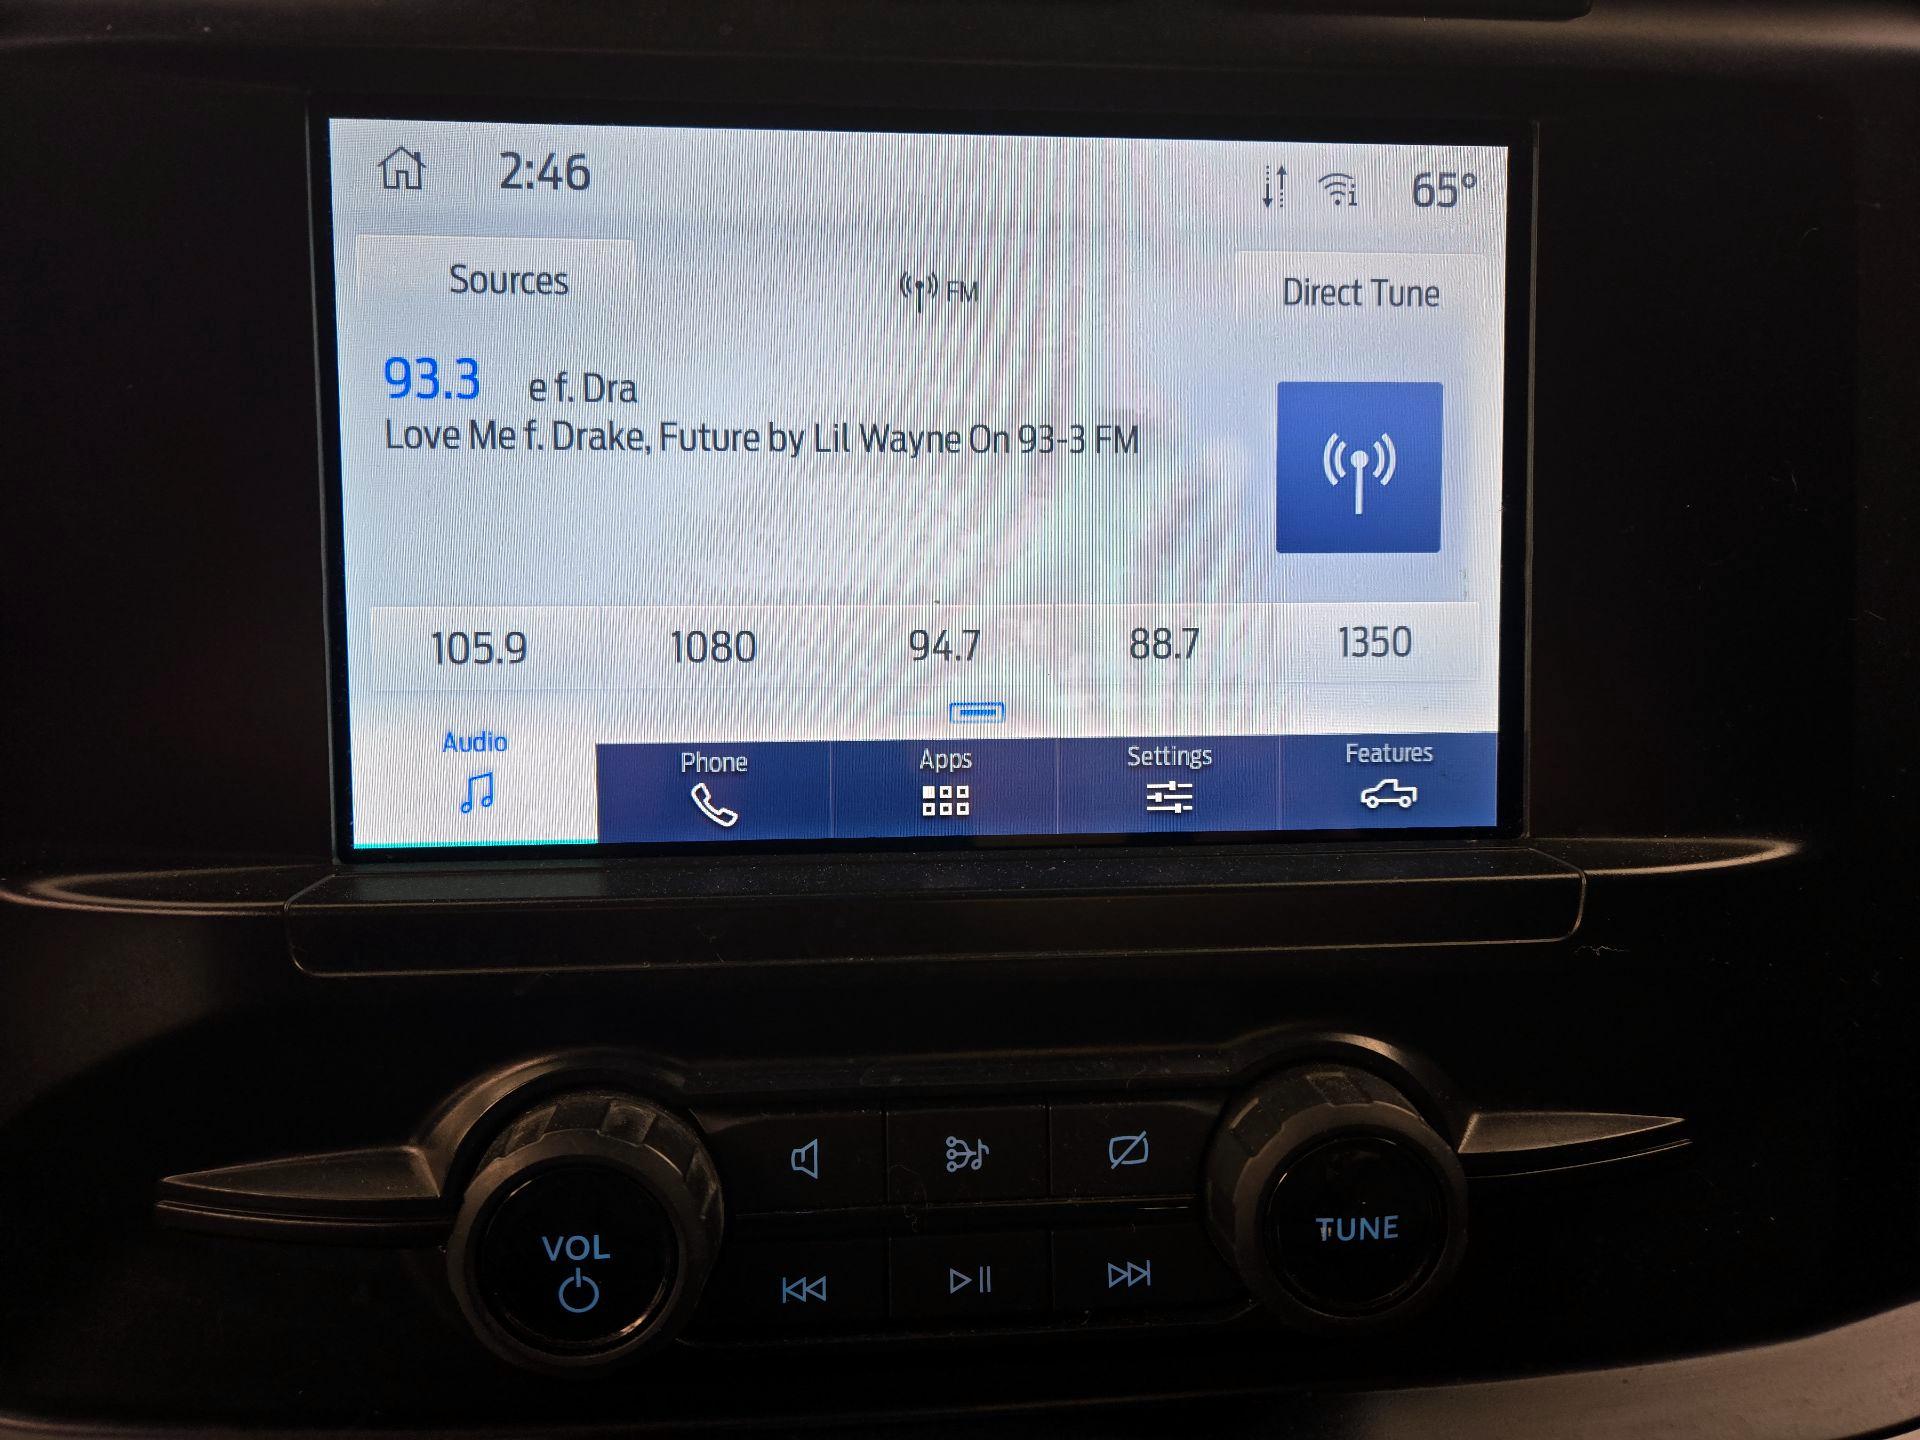 2:46 65°
Sources FM Direct Tune
93.3 e f. Dra
Love Me f. Drake, Future by Lil Wayne On 93-3 FM
105.9 1080 94.7 88.7 1350
Audio Phone Apps Settings Features
VOL TUNE